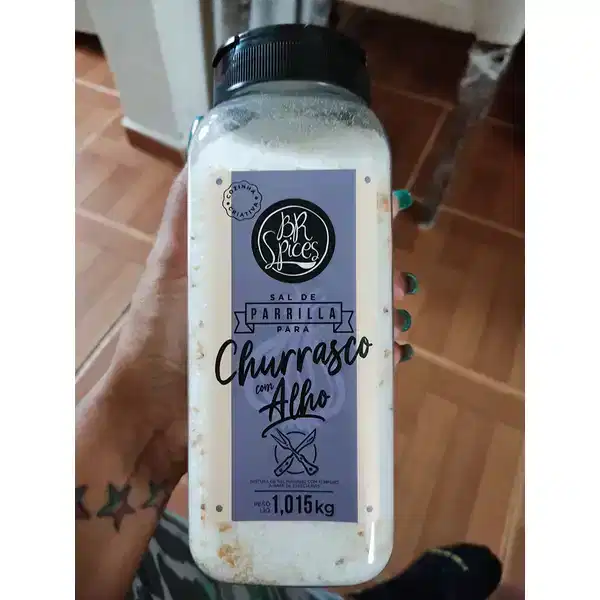 COZINHA
CRIATIVA
BR
Spices
SAL DE
PARRILLA
PARA
Churrasco
com
Alho
PESO
LÍQ
1,015kg